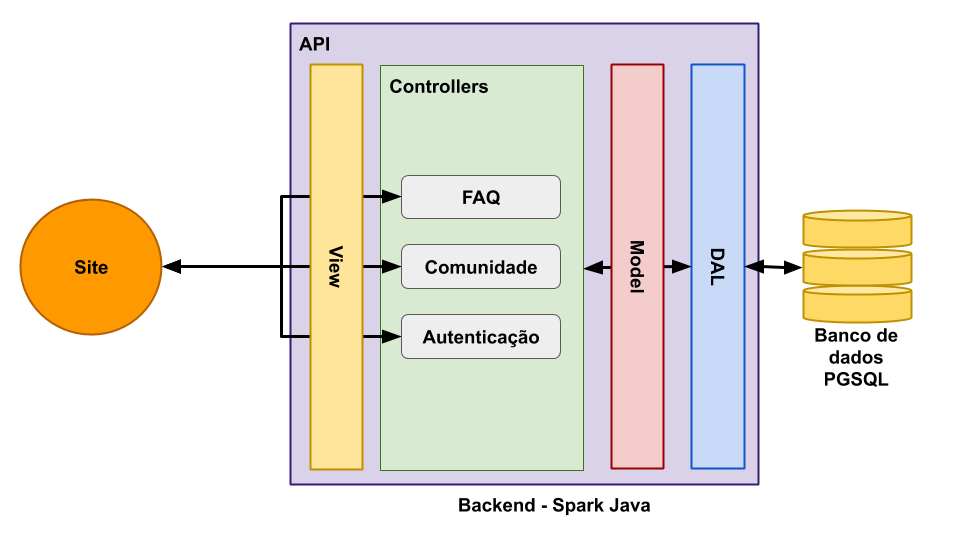 API
Controllers
FAQ
Site
View
Comunidade
Model
DAL
Autenticação
Banco de
dados
PGSQL
Backend - Spark Java